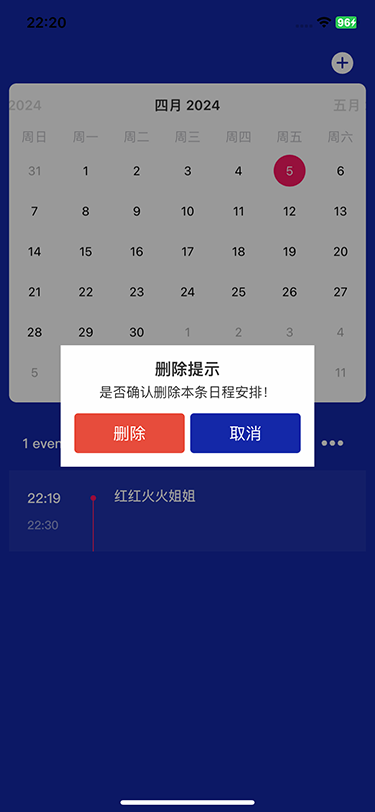 22:20
96
2024 四月 2024 五月
周日 周一 周二 周三 周四 周五 周六
31 1 2 3 4 5 6
7 8 9 10 11 12 13
14 15 16 17 18 19 20
21 22 23 24 25 26 27
28 29 30 1 2 3 4
5 11
删除提示
是否确认删除本条日程安排！
删除 取消
1 even
22:19 红红火火姐姐
22:30